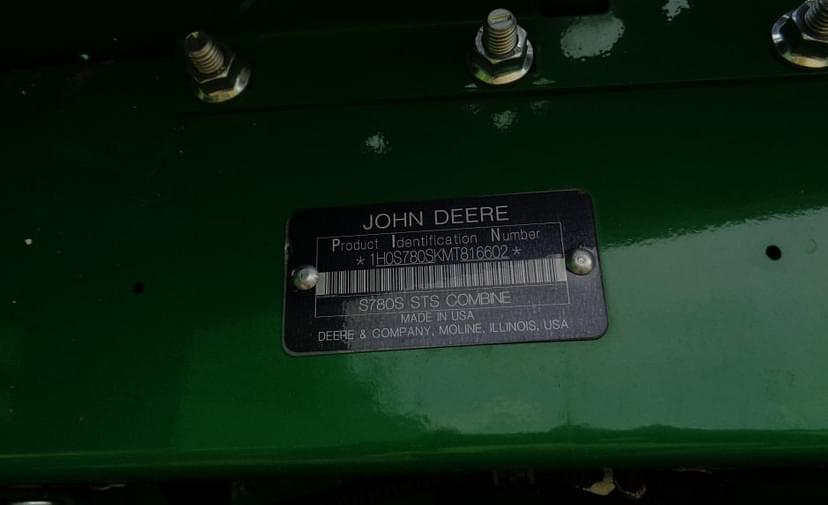 JOHN DEERE
Product Identification Number
*1H0S780SKMT816602*
S780S STS COMBINE
MADE IN USA
DEERE & COMPANY, MOLINE, ILLINOIS, USA